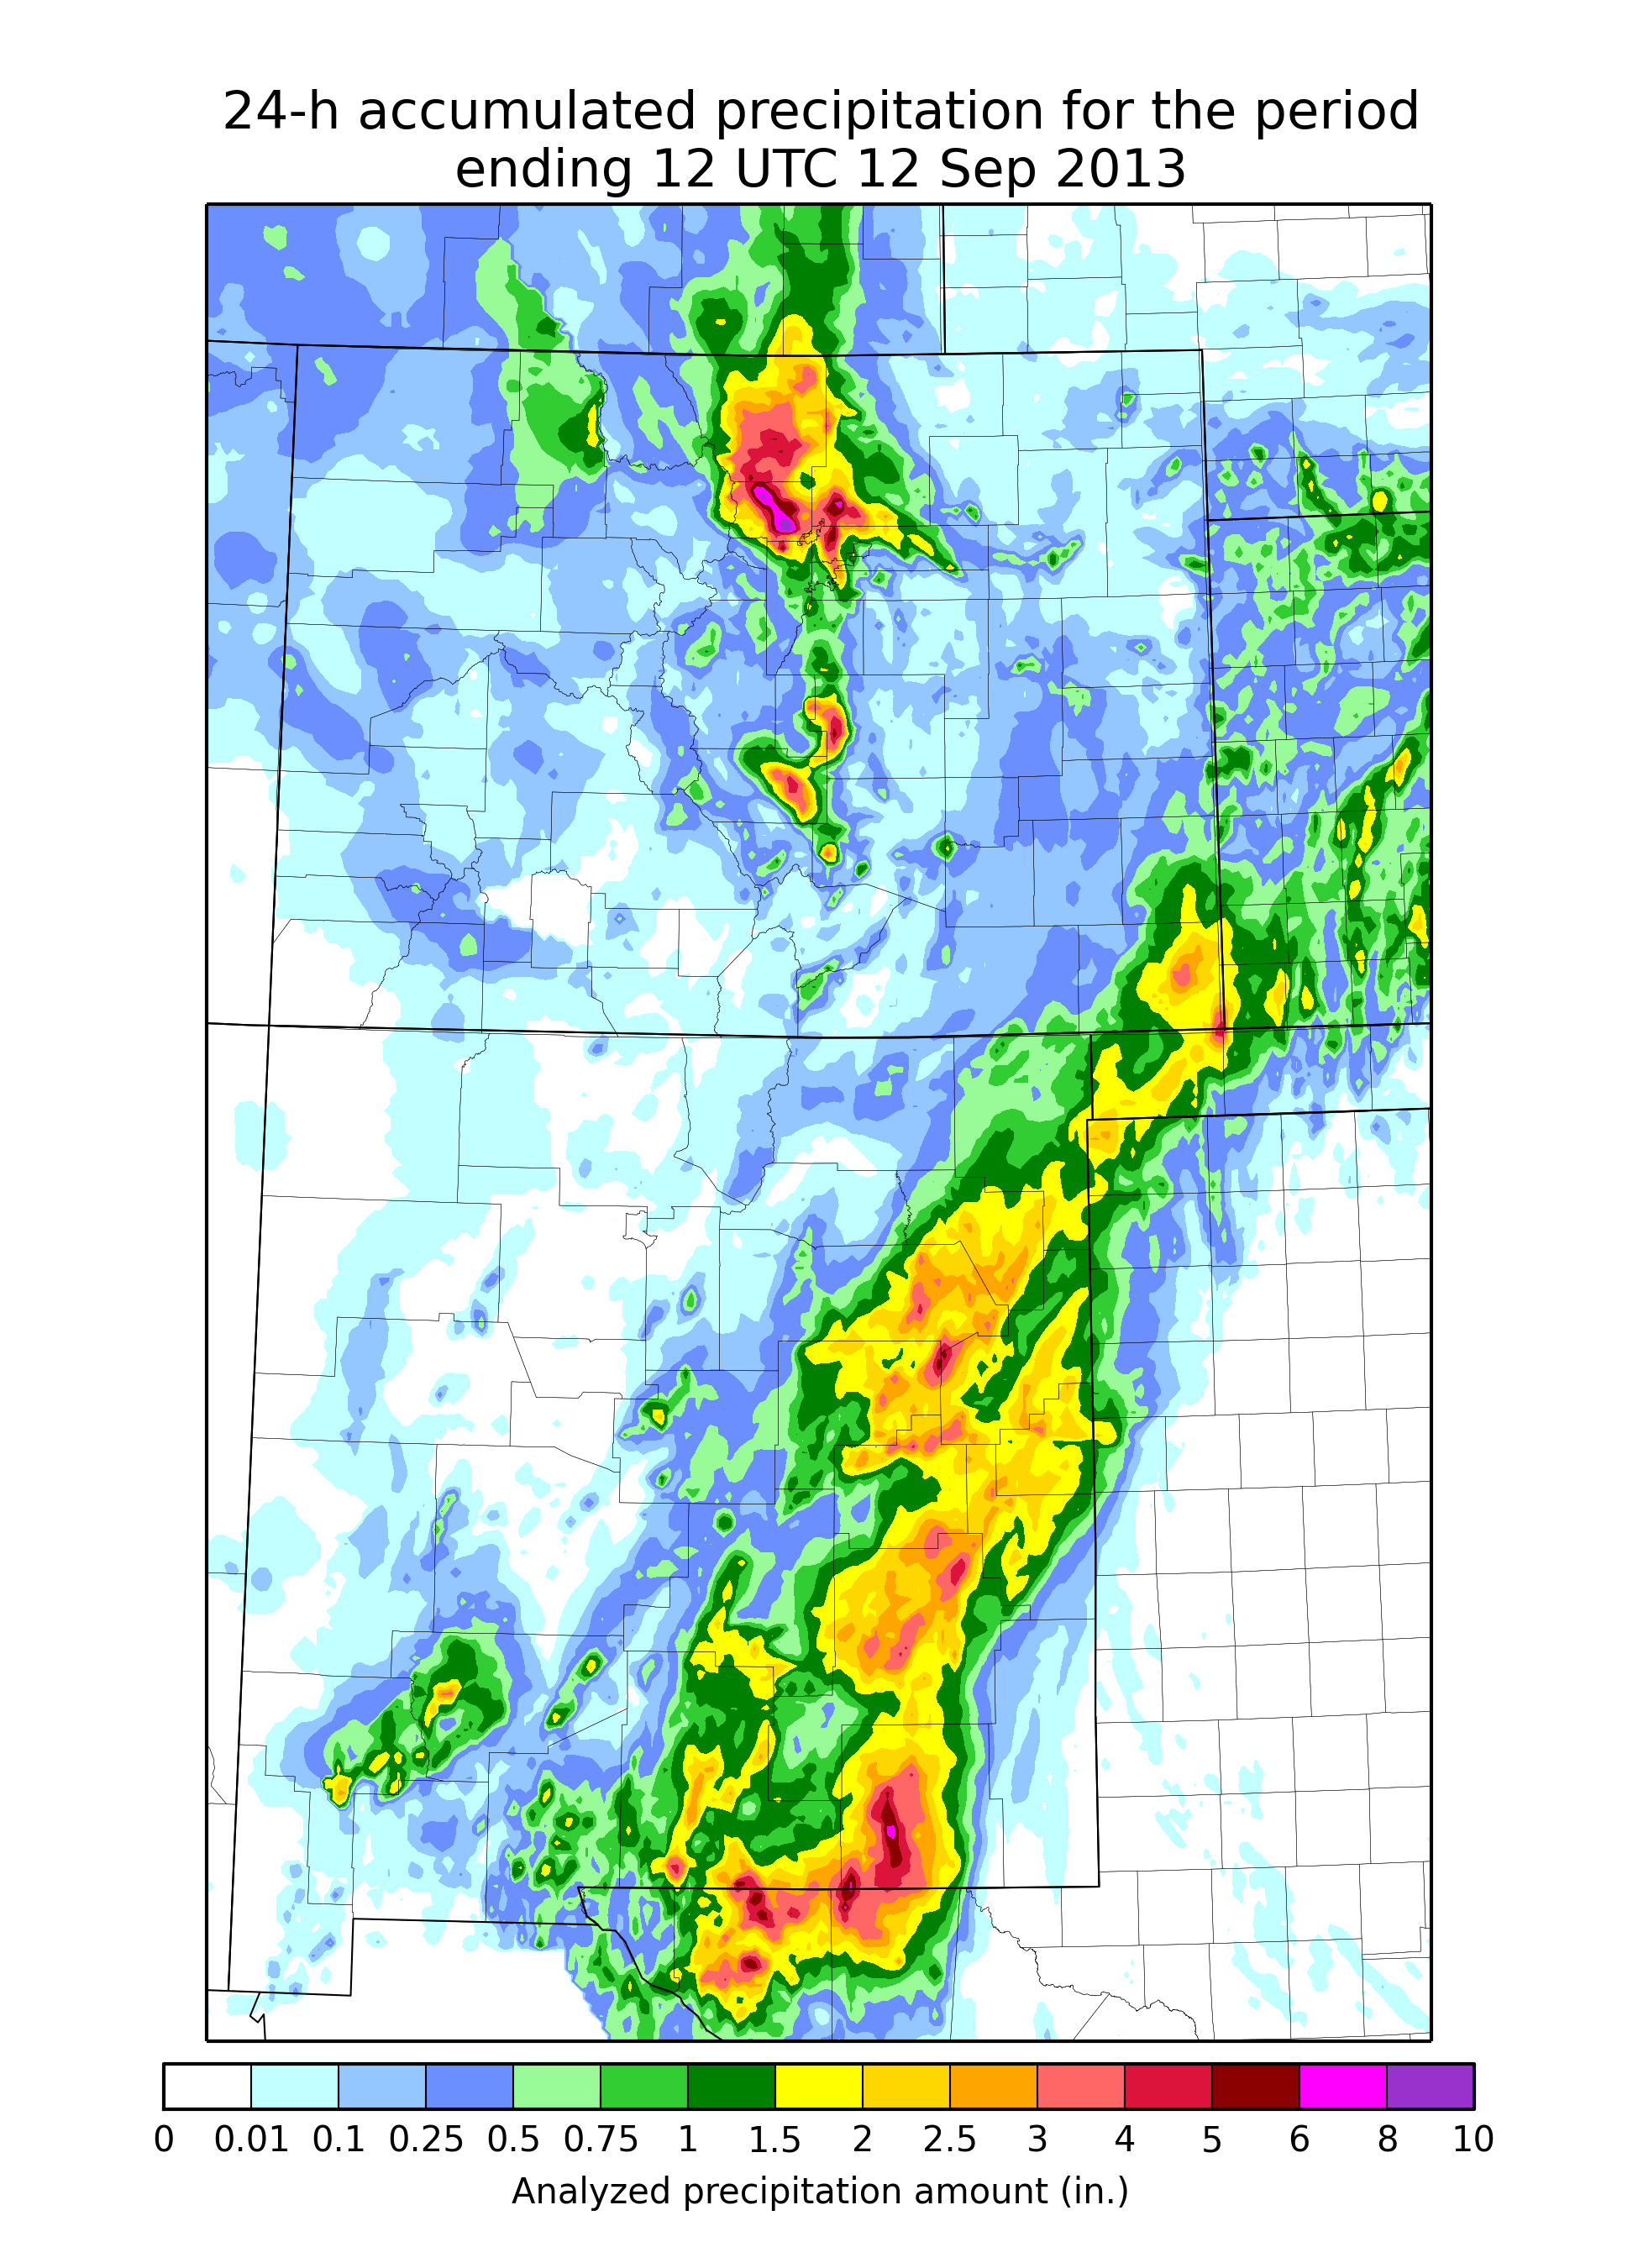 24-h accumulated precipitation for the period
ending 12 UTC 12 Sep 2013
0 0.01 0.1 0.25 0.5 0.75 1 1.5 2 2.5 3 4 5 6 8 10
Analyzed precipitation amount (in.)